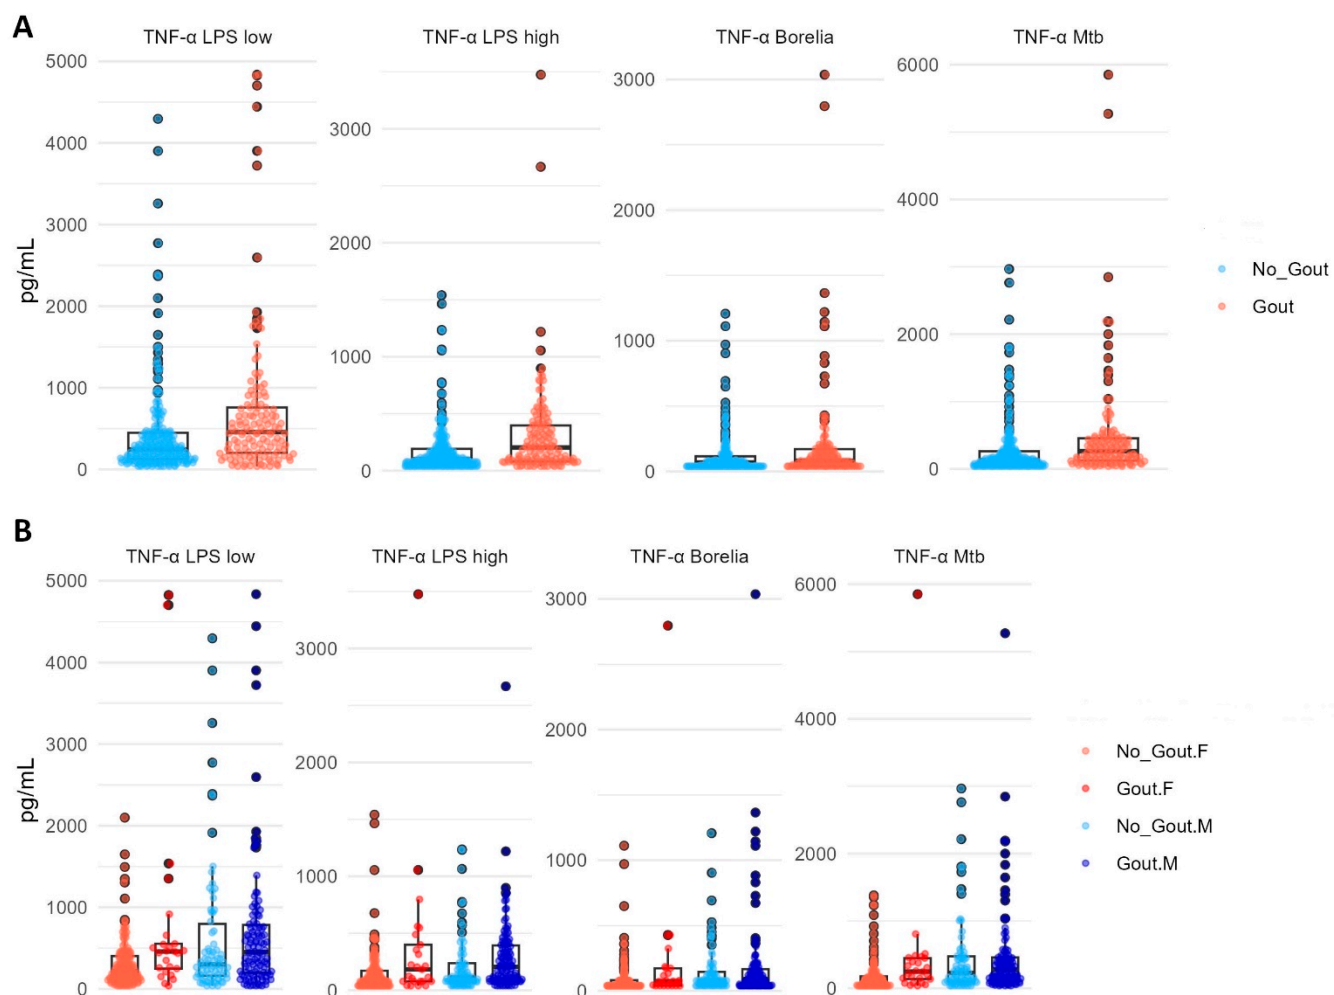 A
TNF-α LPS low
TNF-α LPS high
TNF-α Borelia
TNF-α Mtb
pg/mL
5000
4000
3000
2000
1000
0
3000
2000
1000
0
3000
2000
1000
0
6000
4000
2000
0
No_Gout
Gout
B
TNF-α LPS low
TNF-α LPS high
TNF-α Borelia
TNF-α Mtb
pg/mL
5000
4000
3000
2000
1000
0
3000
2000
1000
0
3000
2000
1000
0
6000
4000
2000
0
No_Gout.F
Gout.F
No_Gout.M
Gout.M